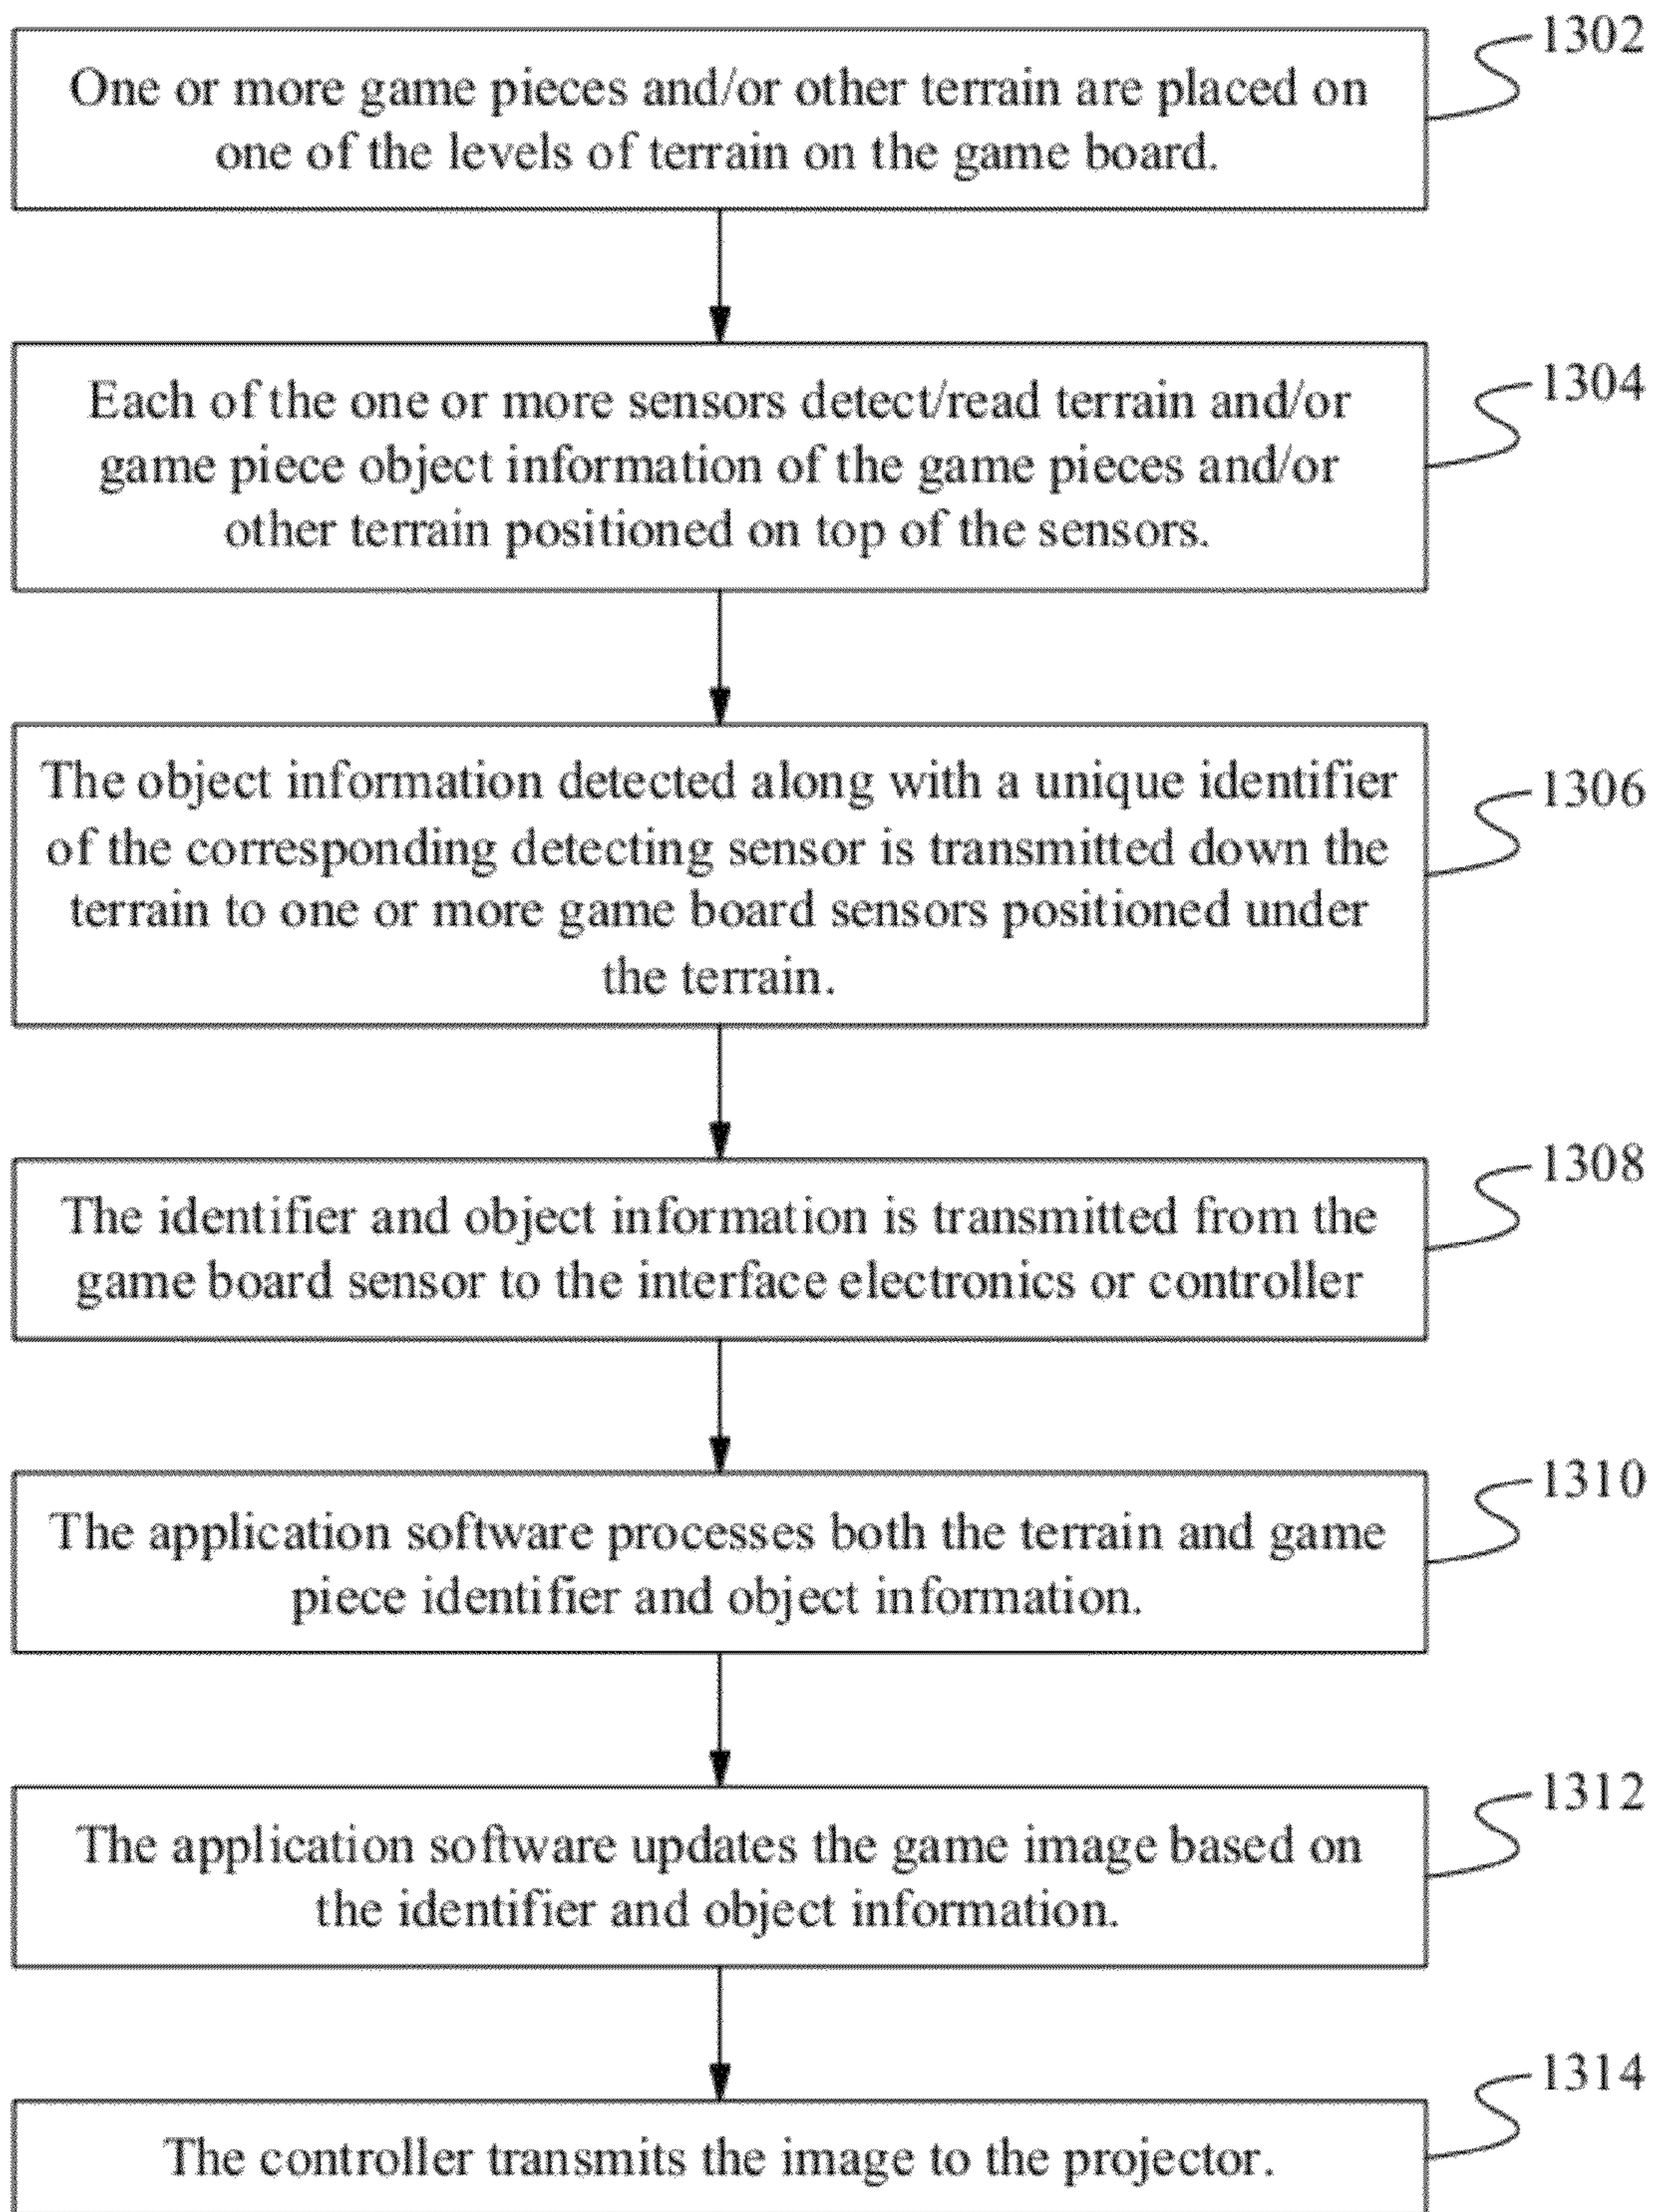 1302
One or more game pieces and/or other terrain are placed on
one of the levels of terrain on the game board.
1304
Each of the one or more sensors detect/read terrain and/or
game piece object information of the game pieces and/or
other terrain positioned on top of the sensors.
1306
The object information detected along with a unique identifier
of the corresponding detecting sensor is transmitted down the
terrain to one or more game board sensors positioned under
the terrain.
1308
The identifier and object information is transmitted from the
game board sensor to the interface electronics or controller
1310
The application software processes both the terrain and game
piece identifier and object information.
1312
The application software updates the game image based on
the identifier and object information.
1314
The controller transmits the image to the projector.